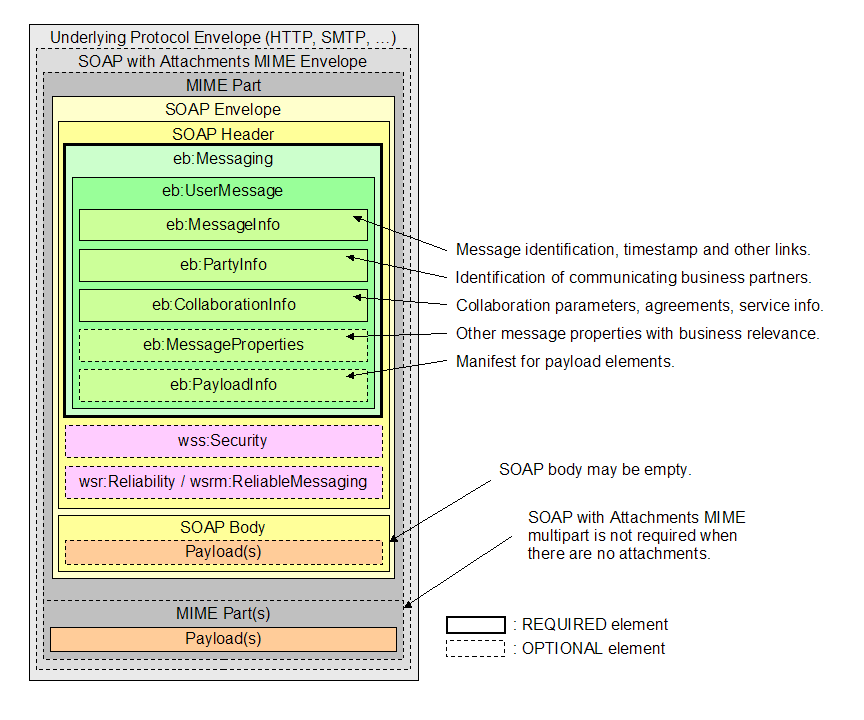 Underlying Protocol Envelope (HTTP, SMTP, …)
SOAP with Attachments MIME Envelope
MIME Part
SOAP Envelope
SOAP Header
eb:Messaging
eb:UserMessage
eb:MessageInfo
eb:PartyInfo
eb:CollaborationInfo
eb:MessageProperties
eb:PayloadInfo
wss:Security
wsr:Reliability / wsrm:ReliableMessaging
SOAP Body
Payload(s)
MIME Part(s)
Payload(s)
Message identification, timestamp and other links.
Identification of communicating business partners.
Collaboration parameters, agreements, service info.
Other message properties with business relevance.
Manifest for payload elements.
SOAP body may be empty.
SOAP with Attachments MIME
multipart is not required when
there are no attachments.
: REQUIRED element
: OPTIONAL element